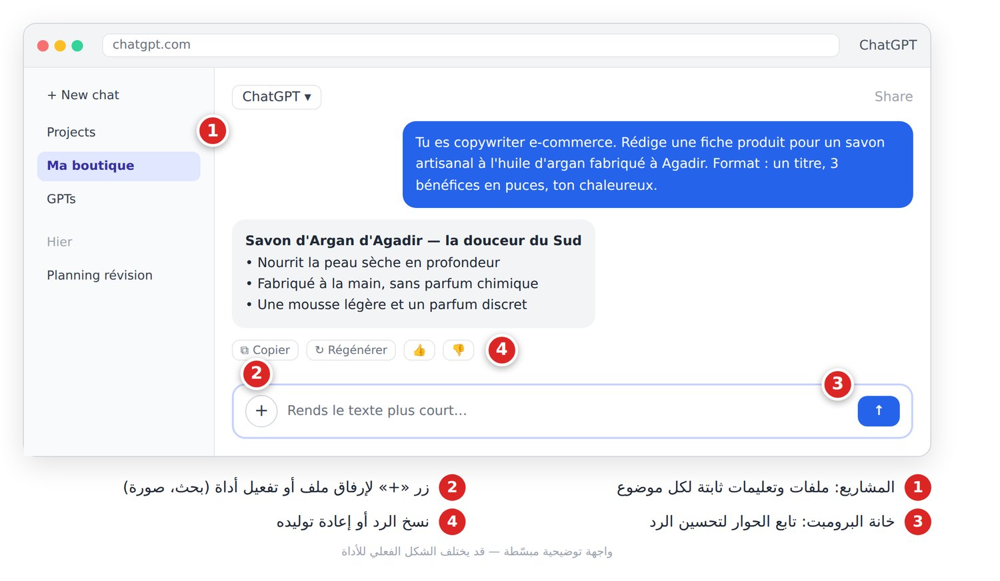 chatgpt.com
ChatGPT
+ New chat
Projects
1
Ma boutique
GPTs
Hier
Planning révision
ChatGPT ▾
Share
Tu es copywriter e-commerce. Rédige une fiche produit pour un savon
artisanal à l'huile d'argan fabriqué à Agadir. Format : un titre, 3
bénéfices en puces, ton chaleureux.
Savon d'Argan d'Agadir — la douceur du Sud
• Nourrit la peau sèche en profondeur
• Fabriqué à la main, sans parfum chimique
• Une mousse légère et un parfum discret
⧉ Copier
↻ Régénérer
👍
👎
4
2
3
+
Rends le texte plus court…
↑
1 المشاريع: ملفات وتعليمات ثابتة لكل موضوع
2 زر «+» لإرفاق ملف أو تفعيل أداة (بحث، صورة)
3 خانة البرومبت: تابع الحوار لتحسين الرد
4 نسخ الرد أو إعادة توليده
واجهة توضيحية مبسّطة — قد يختلف الشكل الفعلي للأداة